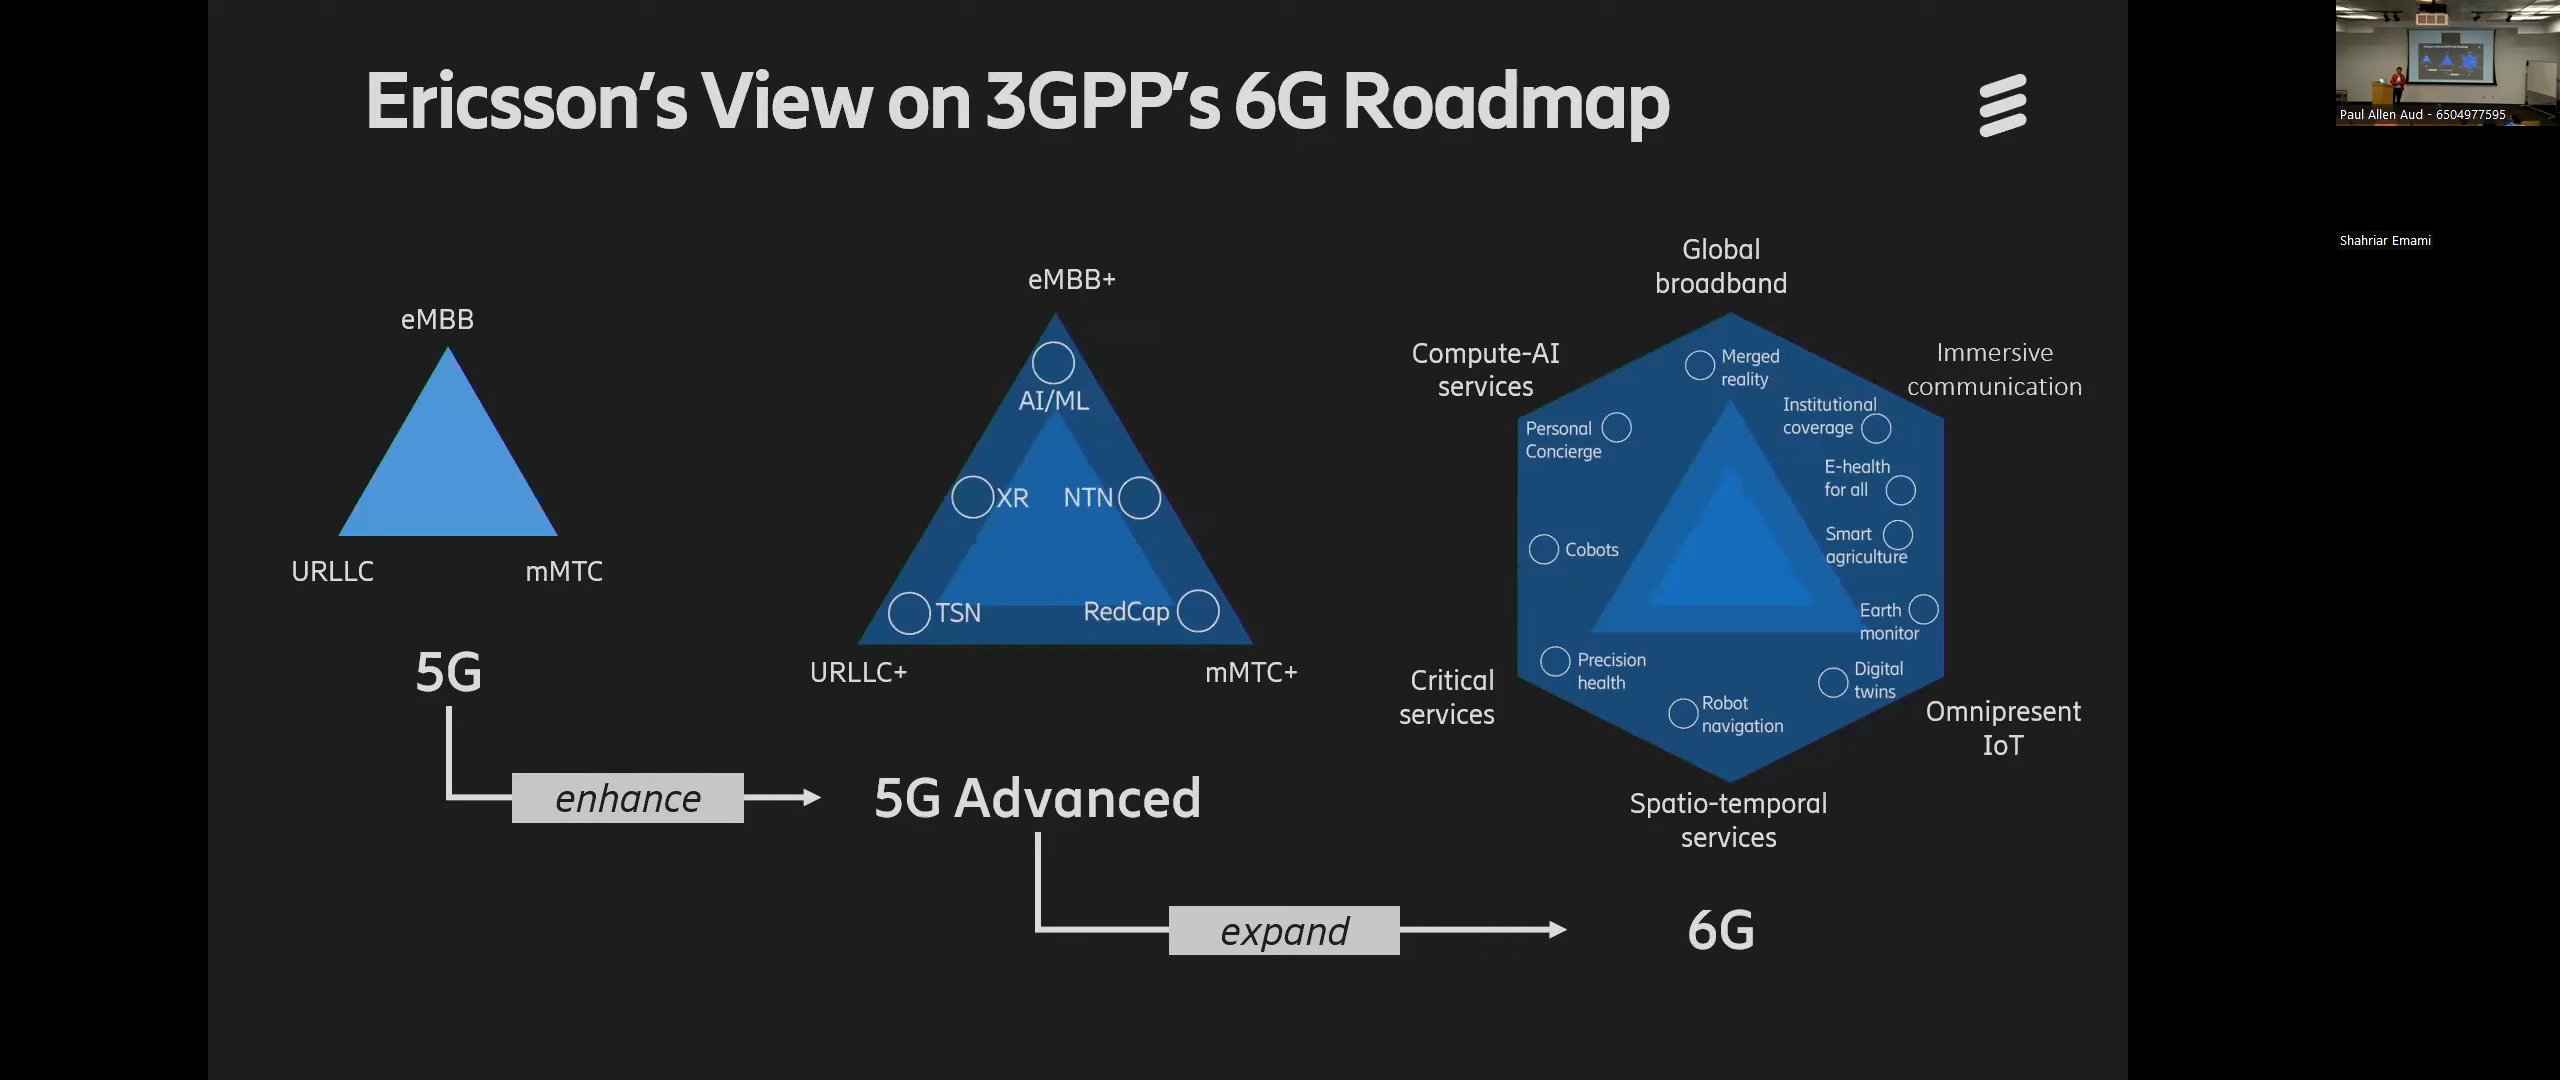 Ericsson's View on 3GPP's 6G Roadmap
eMBB
URLLC
mMTC
5G
enhance
eMBB+
AI/ML
XR
NTN
TSN
RedCap
URLLC+
mMTC+
5G Advanced
expand
Global
broadband
Compute-AI
services
Immersive
communication
Merged
reality
Institutional
coverage
Personal
Concierge
E-health
for all
Smart
agriculture
Cobots
Earth
monitor
Precision
health
Digital
twins
Robot
navigation
Critical
services
Omnipresent
IoT
Spatio-temporal
services
6G
Paul Allen Aud - 6504977595
Shahriar Emami